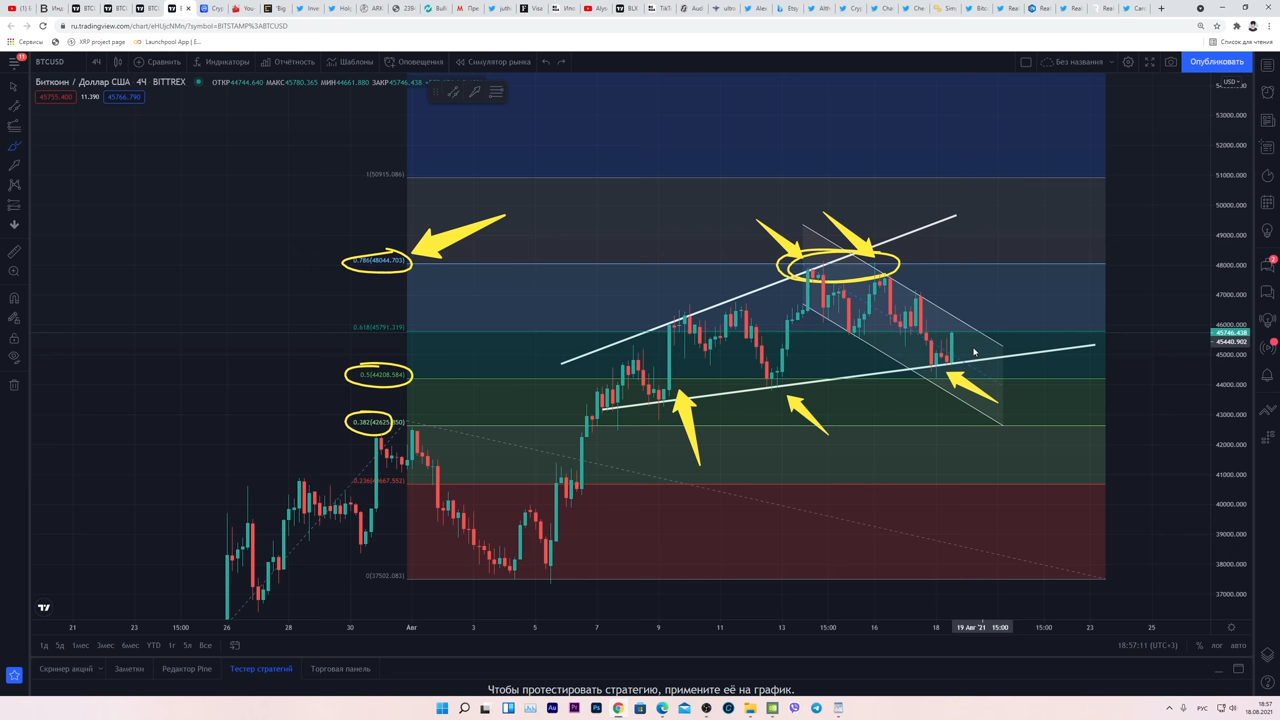 ru.tradingview.com/chart/eHUjcNMn/?symbol=BITSTAMP%3ABTCUSD
Сервисы
XRP project page
Launchpool App | E...
Список для чтения
11
BTCUSD
4Ч
Сравнить
Индикаторы
Отчётность
Шаблоны
Оповещения
Симулятор рынка
Без названия
Опубликовать
Биткоин / Доллар США · 4Ч BITTREX
ОТКР44744.640 МАКС45780.365 МИН44661.880 ЗАКР45746.438
45755.400
11.390
45766.790
USD
53000.000
52000.000
1(50915.086)
51000.000
50000.000
49000.000
0.786(48044.703)
48000.000
47000.000
0.618(45791.319)
46000.000
45746.438
45440.902
45000.000
0.5(44208.584)
44000.000
43000.000
42000.000
41000.000
40000.000
39000.000
38000.000
0(37502.083)
37000.000
21
23
15:00
26
28
30
Авг
3
5
7
9
11
13
15:00
16
18
19 Авг '21 15:00
15:00
23
25
1д
5д
1мес
3мес
6мес
YTD
1г
5л
Все
18:57:11 (UTC+3)
%
лог
авто
Скринер акций
Заметки
Редактор Pine
Тестер стратегий
Торговая панель
Чтобы протестировать стратегию, примените её на график.
РУС
18:57
18.08.2021